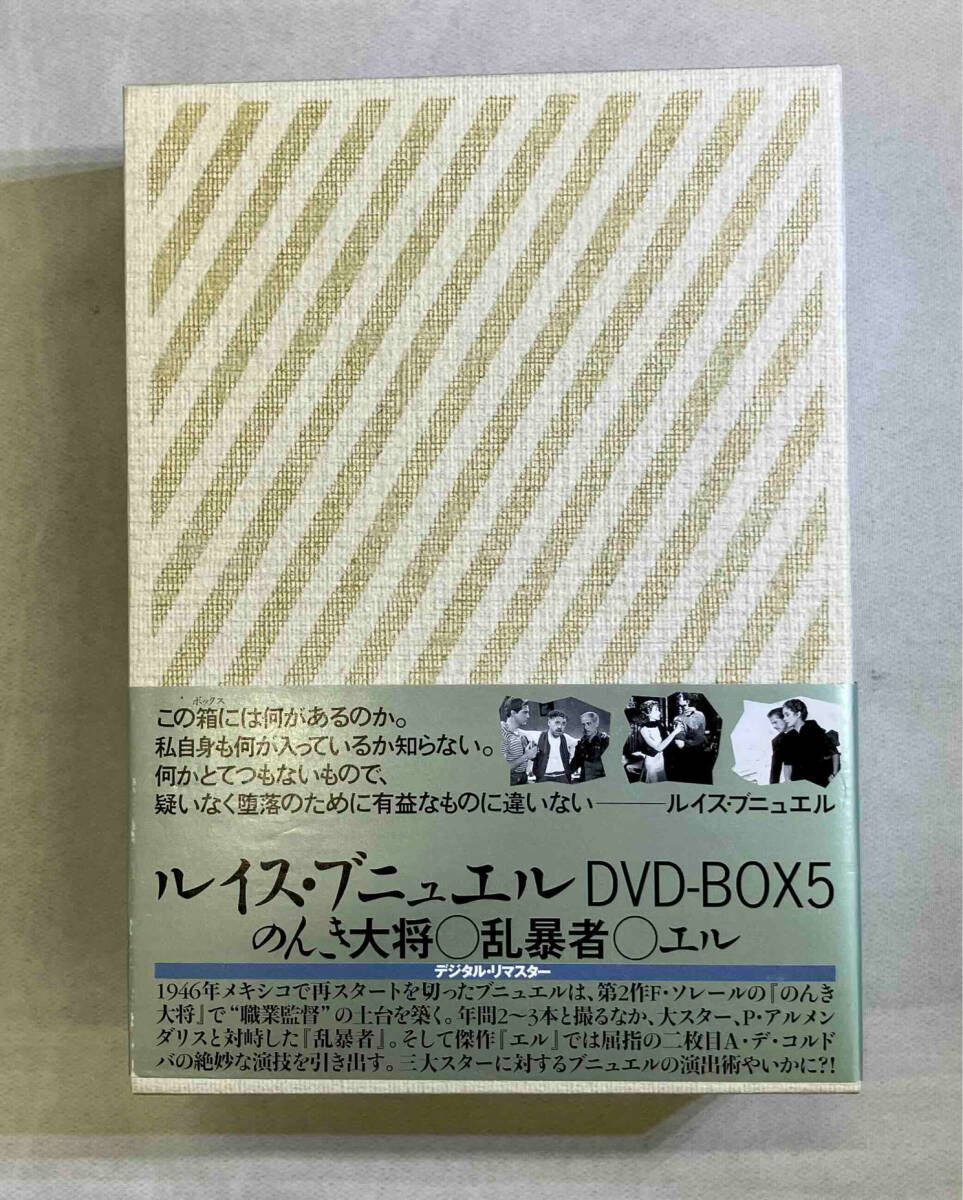 ボックス
この箱には何があるのか。
私自身も何が入っているか知らない。
何かとてつもないもので、
疑いなく堕落のために有益なものに違いない――ルイス・ブニュエル
ルイス・ブニュエル DVD-BOX5
のんき大将○乱暴者○エル
デジタル・リマスター
1946年メキシコで再スタートを切ったブニュエルは、第2作F・ソレールの『のんき
大将』で“職業監督”の土台を築く。年間2～3本と撮るなか、大スター、P・アルメン
ダリスと対峙した『乱暴者』。そして傑作『エル』では屈指の二枚目A・デ・コルド
バの絶妙な演技を引き出す。三大スターに対するブニュエルの演出術やいかに?!